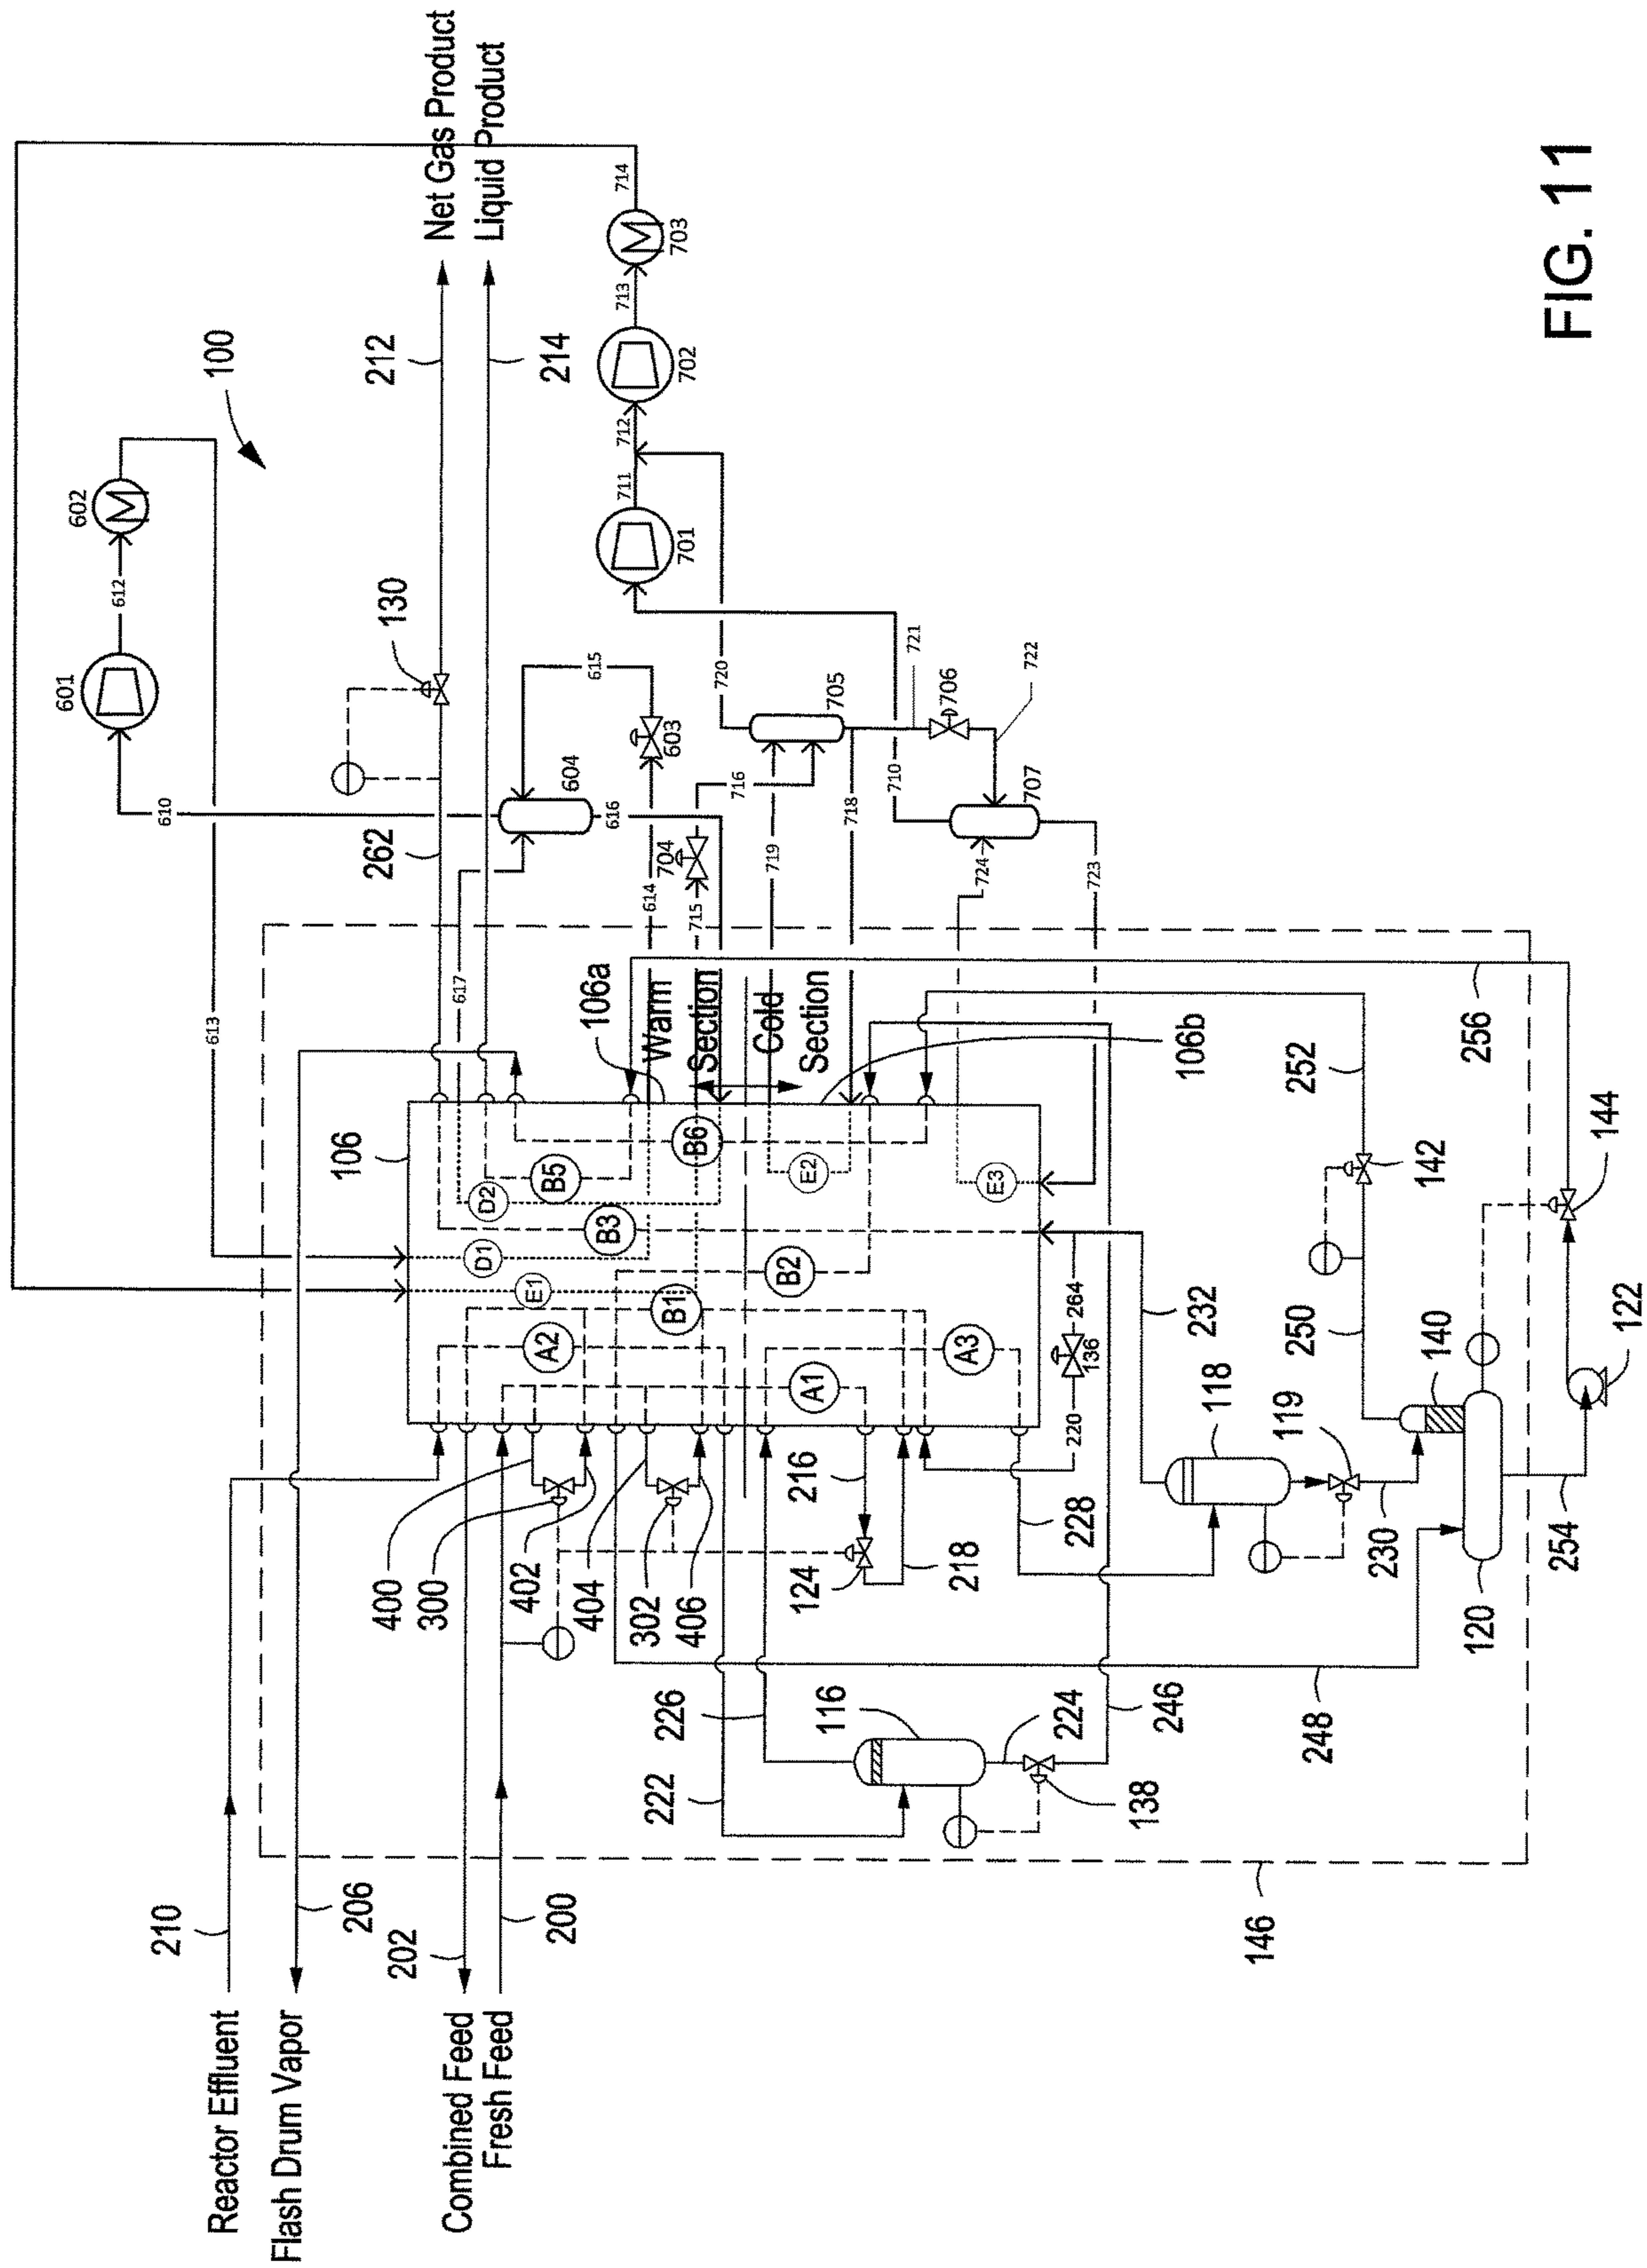 FIG. 11
100
Reactor Effluent
210
Flash Drum Vapor
206
Combined Feed
202
Fresh Feed
200
Net Gas Product
212
Liquid Product
214
601
602
610
612
613
130
262
604
603
614
615
616
617
701
702
703
710
711
712
713
714
704
705
706
707
715
716
718
719
720
721
722
723
724
106
106a
106b
Warm
Section
Cold
Section
A1
A2
A3
B1
B2
B3
B5
B6
D1
D2
E1
E2
E3
400
300
402
404
302
406
216
124
218
220
136
264
228
222
226
116
224
138
246
248
232
118
119
230
120
140
250
142
252
254
122
144
256
146